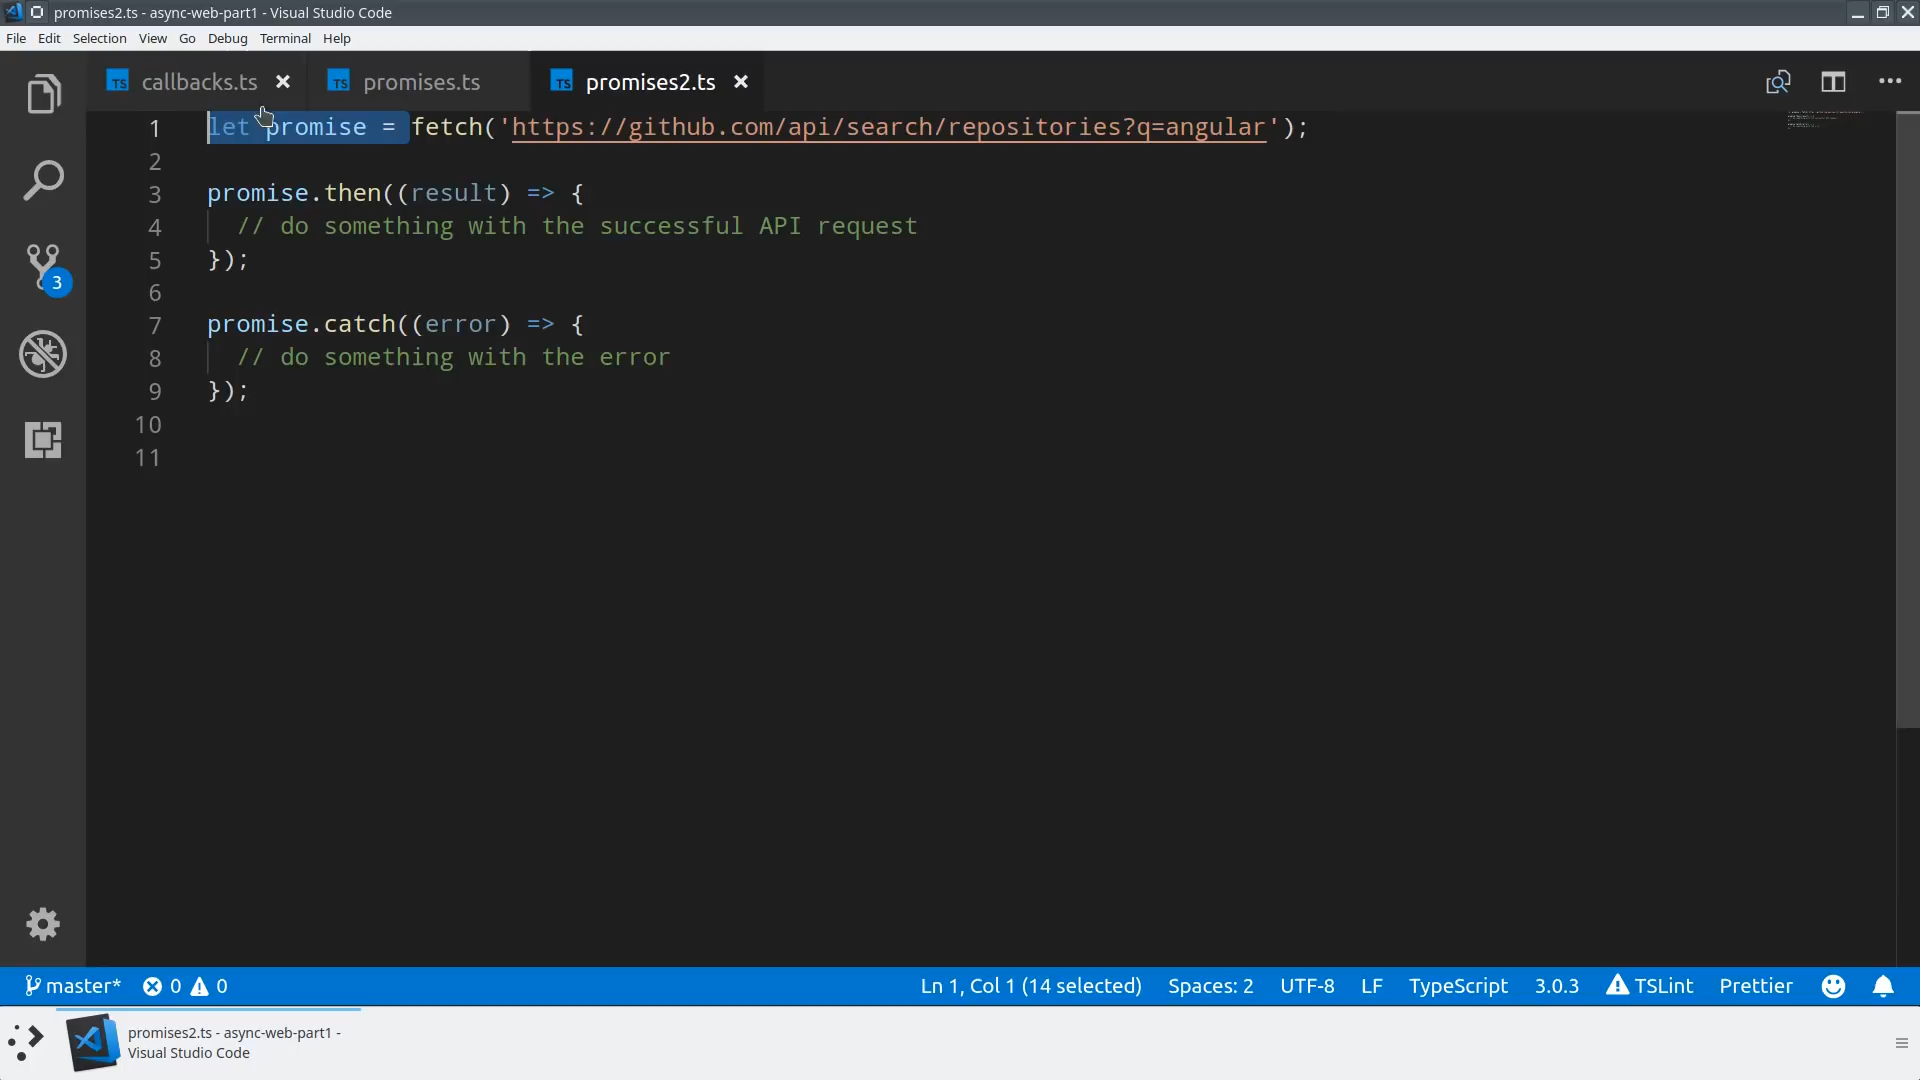 promises2.ts - async-web-part1 - Visual Studio Code
File Edit Selection View Go Debug Terminal Help
TS callbacks.ts TS promises.ts TS promises2.ts
1 let promise = fetch('https://github.com/api/search/repositories?q=angular');
2
3 promise.then((result) => {
4 // do something with the successful API request
5 });
6
7 promise.catch((error) => {
8 // do something with the error
9 });
10
11
3
master* 0 0 Ln 1, Col 1 (14 selected) Spaces: 2 UTF-8 LF TypeScript 3.0.3 TSLint Prettier
promises2.ts - async-web-part1 -
Visual Studio Code